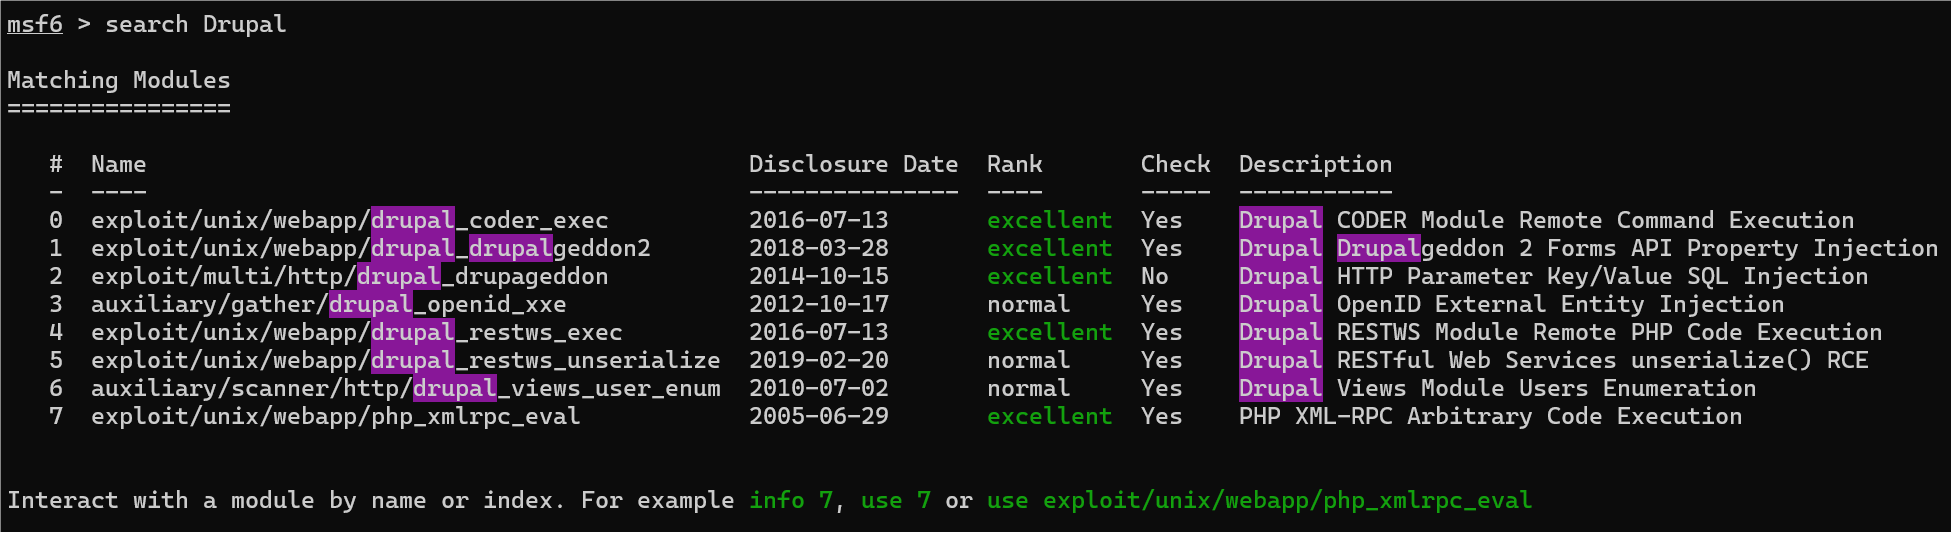 msf6 > search Drupal
Matching Modules
================
#  Name                                           Disclosure Date  Rank       Check  Description
-  ----                                           ---------------  ----       -----  -----------
0  exploit/unix/webapp/drupal_coder_exec          2016-07-13       excellent  Yes    Drupal CODER Module Remote Command Execution
1  exploit/unix/webapp/drupal_drupalgeddon2       2018-03-28       excellent  Yes    Drupal Drupalgeddon 2 Forms API Property Injection
2  exploit/multi/http/drupal_drupageddon          2014-10-15       excellent  No     Drupal HTTP Parameter Key/Value SQL Injection
3  auxiliary/gather/drupal_openid_xxe             2012-10-17       normal     Yes    Drupal OpenID External Entity Injection
4  exploit/unix/webapp/drupal_restws_exec         2016-07-13       excellent  Yes    Drupal RESTWS Module Remote PHP Code Execution
5  exploit/unix/webapp/drupal_restws_unserialize  2019-02-20       normal     Yes    Drupal RESTful Web Services unserialize() RCE
6  auxiliary/scanner/http/drupal_views_user_enum  2010-07-02       normal     Yes    Drupal Views Module Users Enumeration
7  exploit/unix/webapp/php_xmlrpc_eval            2005-06-29       excellent  Yes    PHP XML-RPC Arbitrary Code Execution
Interact with a module by name or index. For example info 7, use 7 or use exploit/unix/webapp/php_xmlrpc_eval